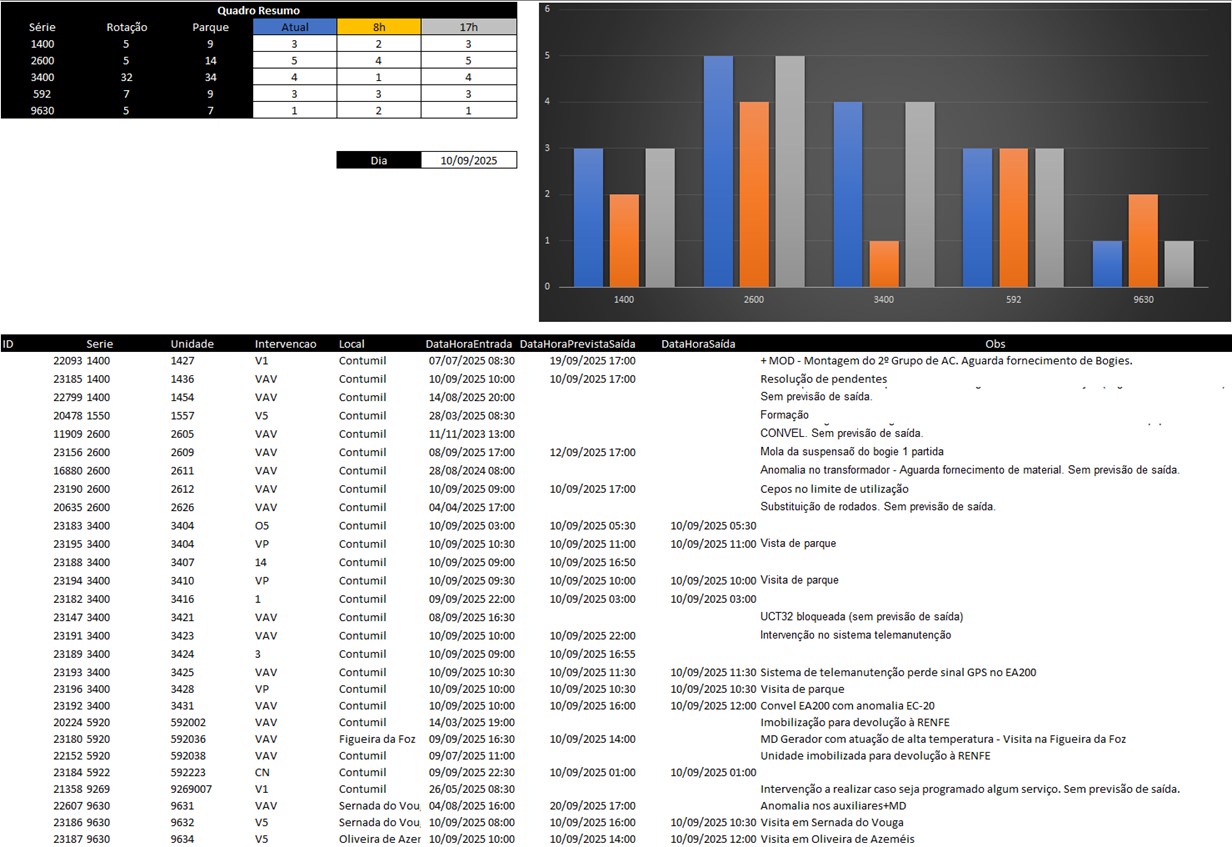 Quadro Resumo
Série Rotação Parque Atual 8h 17h
1400 5 9 3 2 3
2600 5 14 5 4 5
3400 32 34 4 1 4
592 7 9 3 3 3
9630 5 7 1 2 1
Dia 10/09/2025
6
5
4
3
2
1
0
1400 2600 3400 592 9630
ID Serie Unidade Intervencao Local DataHoraEntrada DataHoraPrevistaSaída DataHoraSaída Obs
22093 1400 1427 V1 Contumil 07/07/2025 08:30 19/09/2025 17:00 + MOD - Montagem do 2º Grupo de AC. Aguarda fornecimento de Bogies.
23185 1400 1436 VAV Contumil 10/09/2025 10:00 10/09/2025 17:00 Resolução de pendentes
22799 1400 1454 VAV Contumil 14/08/2025 20:00 Sem previsão de saída.
20478 1550 1557 V5 Contumil 28/03/2025 08:30 Formação
11909 2600 2605 VAV Contumil 11/11/2023 13:00 CONVEL. Sem previsão de saída.
23156 2600 2609 VAV Contumil 08/09/2025 17:00 12/09/2025 17:00 Mola da suspensaõ do bogie 1 partida
16880 2600 2611 VAV Contumil 28/08/2024 08:00 Anomalia no transformador - Aguarda fornecimento de material. Sem previsão de saída.
23190 2600 2612 VAV Contumil 10/09/2025 09:00 10/09/2025 17:00 Cepos no limite de utilização
20635 2600 2626 VAV Contumil 04/04/2025 17:00 Substituição de rodados. Sem previsão de saída.
23183 3400 3404 O5 Contumil 10/09/2025 03:00 10/09/2025 05:30 10/09/2025 05:30
23195 3400 3404 VP Contumil 10/09/2025 10:30 10/09/2025 11:00 10/09/2025 11:00 Vista de parque
23188 3400 3407 14 Contumil 10/09/2025 09:00 10/09/2025 16:50
23194 3400 3410 VP Contumil 10/09/2025 09:30 10/09/2025 10:00 10/09/2025 10:00 Visita de parque
23182 3400 3416 1 Contumil 09/09/2025 22:00 10/09/2025 03:00 10/09/2025 03:00
23147 3400 3421 VAV Contumil 08/09/2025 16:30 UCT32 bloqueada (sem previsão de saída)
23191 3400 3423 VAV Contumil 10/09/2025 10:00 10/09/2025 22:00 Intervenção no sistema telemanutenção
23189 3400 3424 3 Contumil 10/09/2025 09:00 10/09/2025 16:55
23193 3400 3425 VAV Contumil 10/09/2025 10:30 10/09/2025 11:30 10/09/2025 11:30 Sistema de telemanutenção perde sinal GPS no EA200
23196 3400 3428 VP Contumil 10/09/2025 10:00 10/09/2025 10:30 10/09/2025 10:30 Visita de parque
23192 3400 3431 VAV Contumil 10/09/2025 10:00 10/09/2025 16:00 10/09/2025 12:00 Convel EA200 com anomalia EC-20
20224 5920 592002 VAV Contumil 14/03/2025 19:00 Imobilização para devolução à RENFE
23180 5920 592036 VAV Figueira da Foz 09/09/2025 16:30 10/09/2025 14:00 MD Gerador com atuação de alta temperatura - Visita na Figueira da Foz
22152 5920 592038 VAV Contumil 09/07/2025 11:00 Unidade imobilizada para devolução à RENFE
23184 5922 592223 CN Contumil 09/09/2025 22:30 10/09/2025 01:00 10/09/2025 01:00
21358 9269 9269007 V1 Contumil 26/05/2025 08:30 Intervenção a realizar caso seja programado algum serviço. Sem previsão de saída.
22607 9630 9631 VAV Sernada do Vou 04/08/2025 16:00 20/09/2025 17:00 Anomalia nos auxiliares+MD
23186 9630 9632 V5 Sernada do Vou 10/09/2025 08:00 10/09/2025 16:00 10/09/2025 10:30 Visita em Sernada do Vouga
23187 9630 9634 V5 Oliveira de Azer 10/09/2025 10:00 10/09/2025 14:00 10/09/2025 12:00 Visita em Oliveira de Azeméis